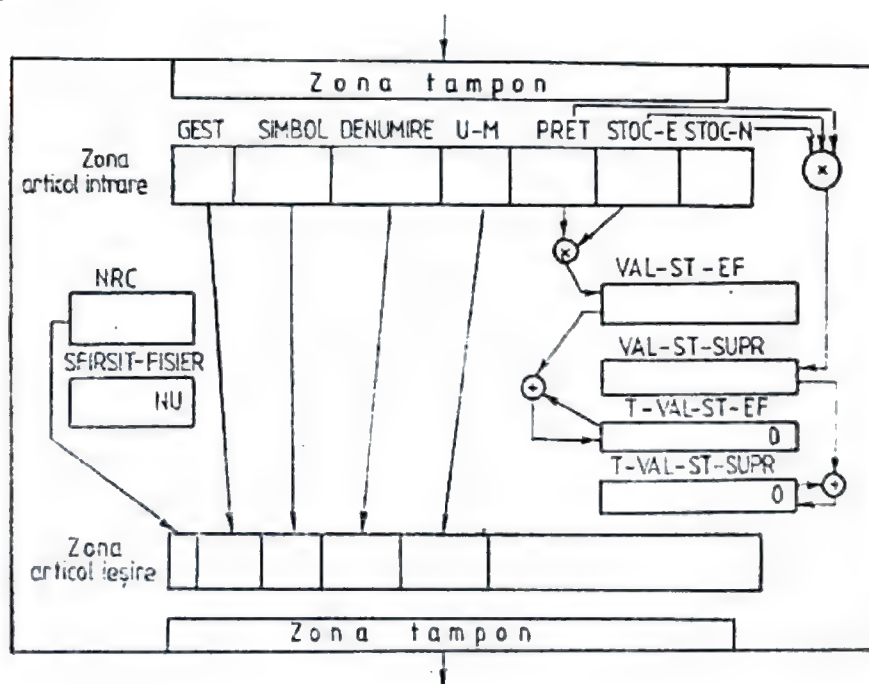 Zona tampon
GEST SIMBOL DENUMIRE U-M PRET STOC-E STOC-N
Zona
articol intrare
×
×
NRC
VAL-ST-EF
SFIRSIT-FISIER
VAL-ST-SUPR
NU
+
T-VAL-ST-EF
0
T-VAL-ST-SUPR
0
+
Zona
articol ieşire
Zona tampon